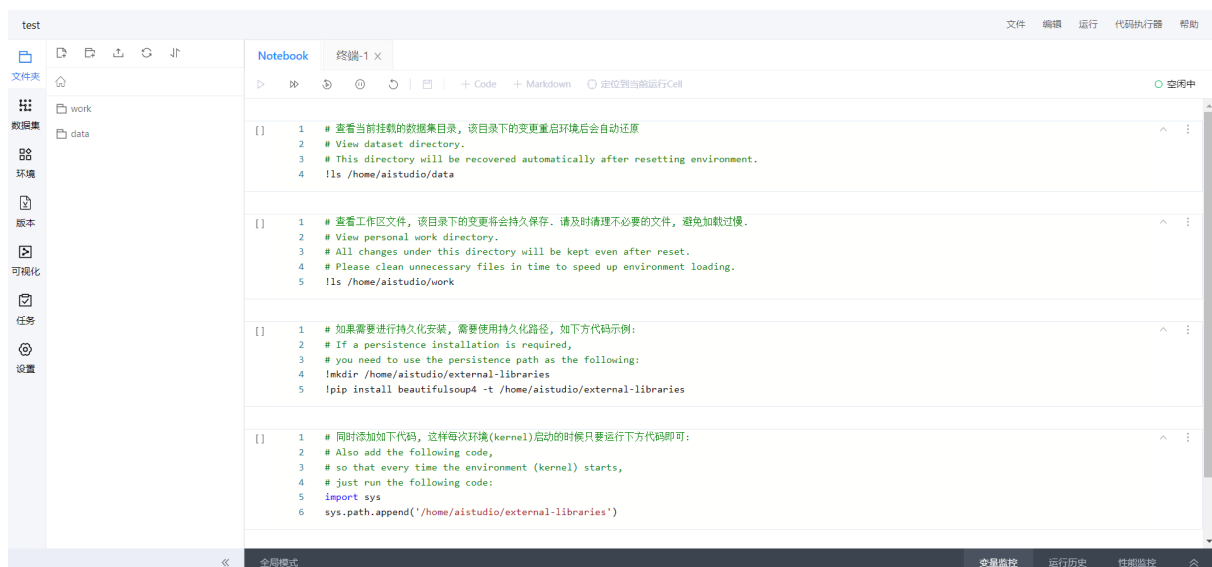 test
文件 编辑 运行 代码执行器 帮助
文件夹
数据集
环境
版本
可视化
任务
设置
work
data
Notebook 终端-1 ×
+ Code + Markdown 定位到当前运行Cell 空闲中
[ ]
1 # 查看当前挂载的数据集目录, 该目录下的变更重启环境后会自动还原
2 # View dataset directory.
3 # This directory will be recovered automatically after resetting environment.
4 !ls /home/aistudio/data
[ ]
1 # 查看工作区文件, 该目录下的变更将会持久保存. 请及时清理不必要的文件, 避免加载过慢.
2 # View personal work directory.
3 # All changes under this directory will be kept even after reset.
4 # Please clean unnecessary files in time to speed up environment loading.
5 !ls /home/aistudio/work
[ ]
1 # 如果需要进行持久化安装, 需要使用持久化路径, 如下方代码示例:
2 # If a persistence installation is required,
3 # you need to use the persistence path as the following:
4 !mkdir /home/aistudio/external-libraries
5 !pip install beautifulsoup4 -t /home/aistudio/external-libraries
[ ]
1 # 同时添加如下代码, 这样每次环境(kernel)启动的时候只要运行下方代码即可:
2 # Also add the following code,
3 # so that every time the environment (kernel) starts,
4 # just run the following code:
5 import sys
6 sys.path.append('/home/aistudio/external-libraries')
全局模式 变量监控 运行历史 性能监控